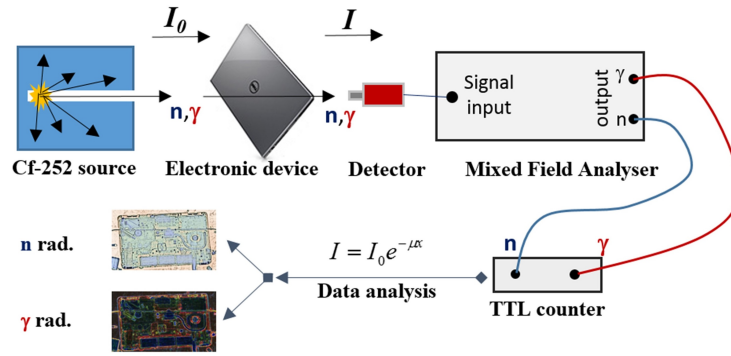 I₀
I
n,γ
n,γ
Signal
input
output
γ
n
Cf-252 source
Electronic device
Detector
Mixed Field Analyser
n rad.
I = I₀e^{-μx}
Data analysis
n
γ
TTL counter
γ rad.